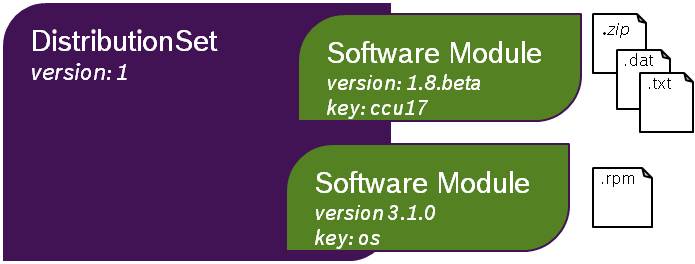 DistributionSet
version: 1
Software Module
version: 1.8.beta
key: ccu17
.zip
.dat
.txt
Software Module
version 3.1.0
key: os
.rpm